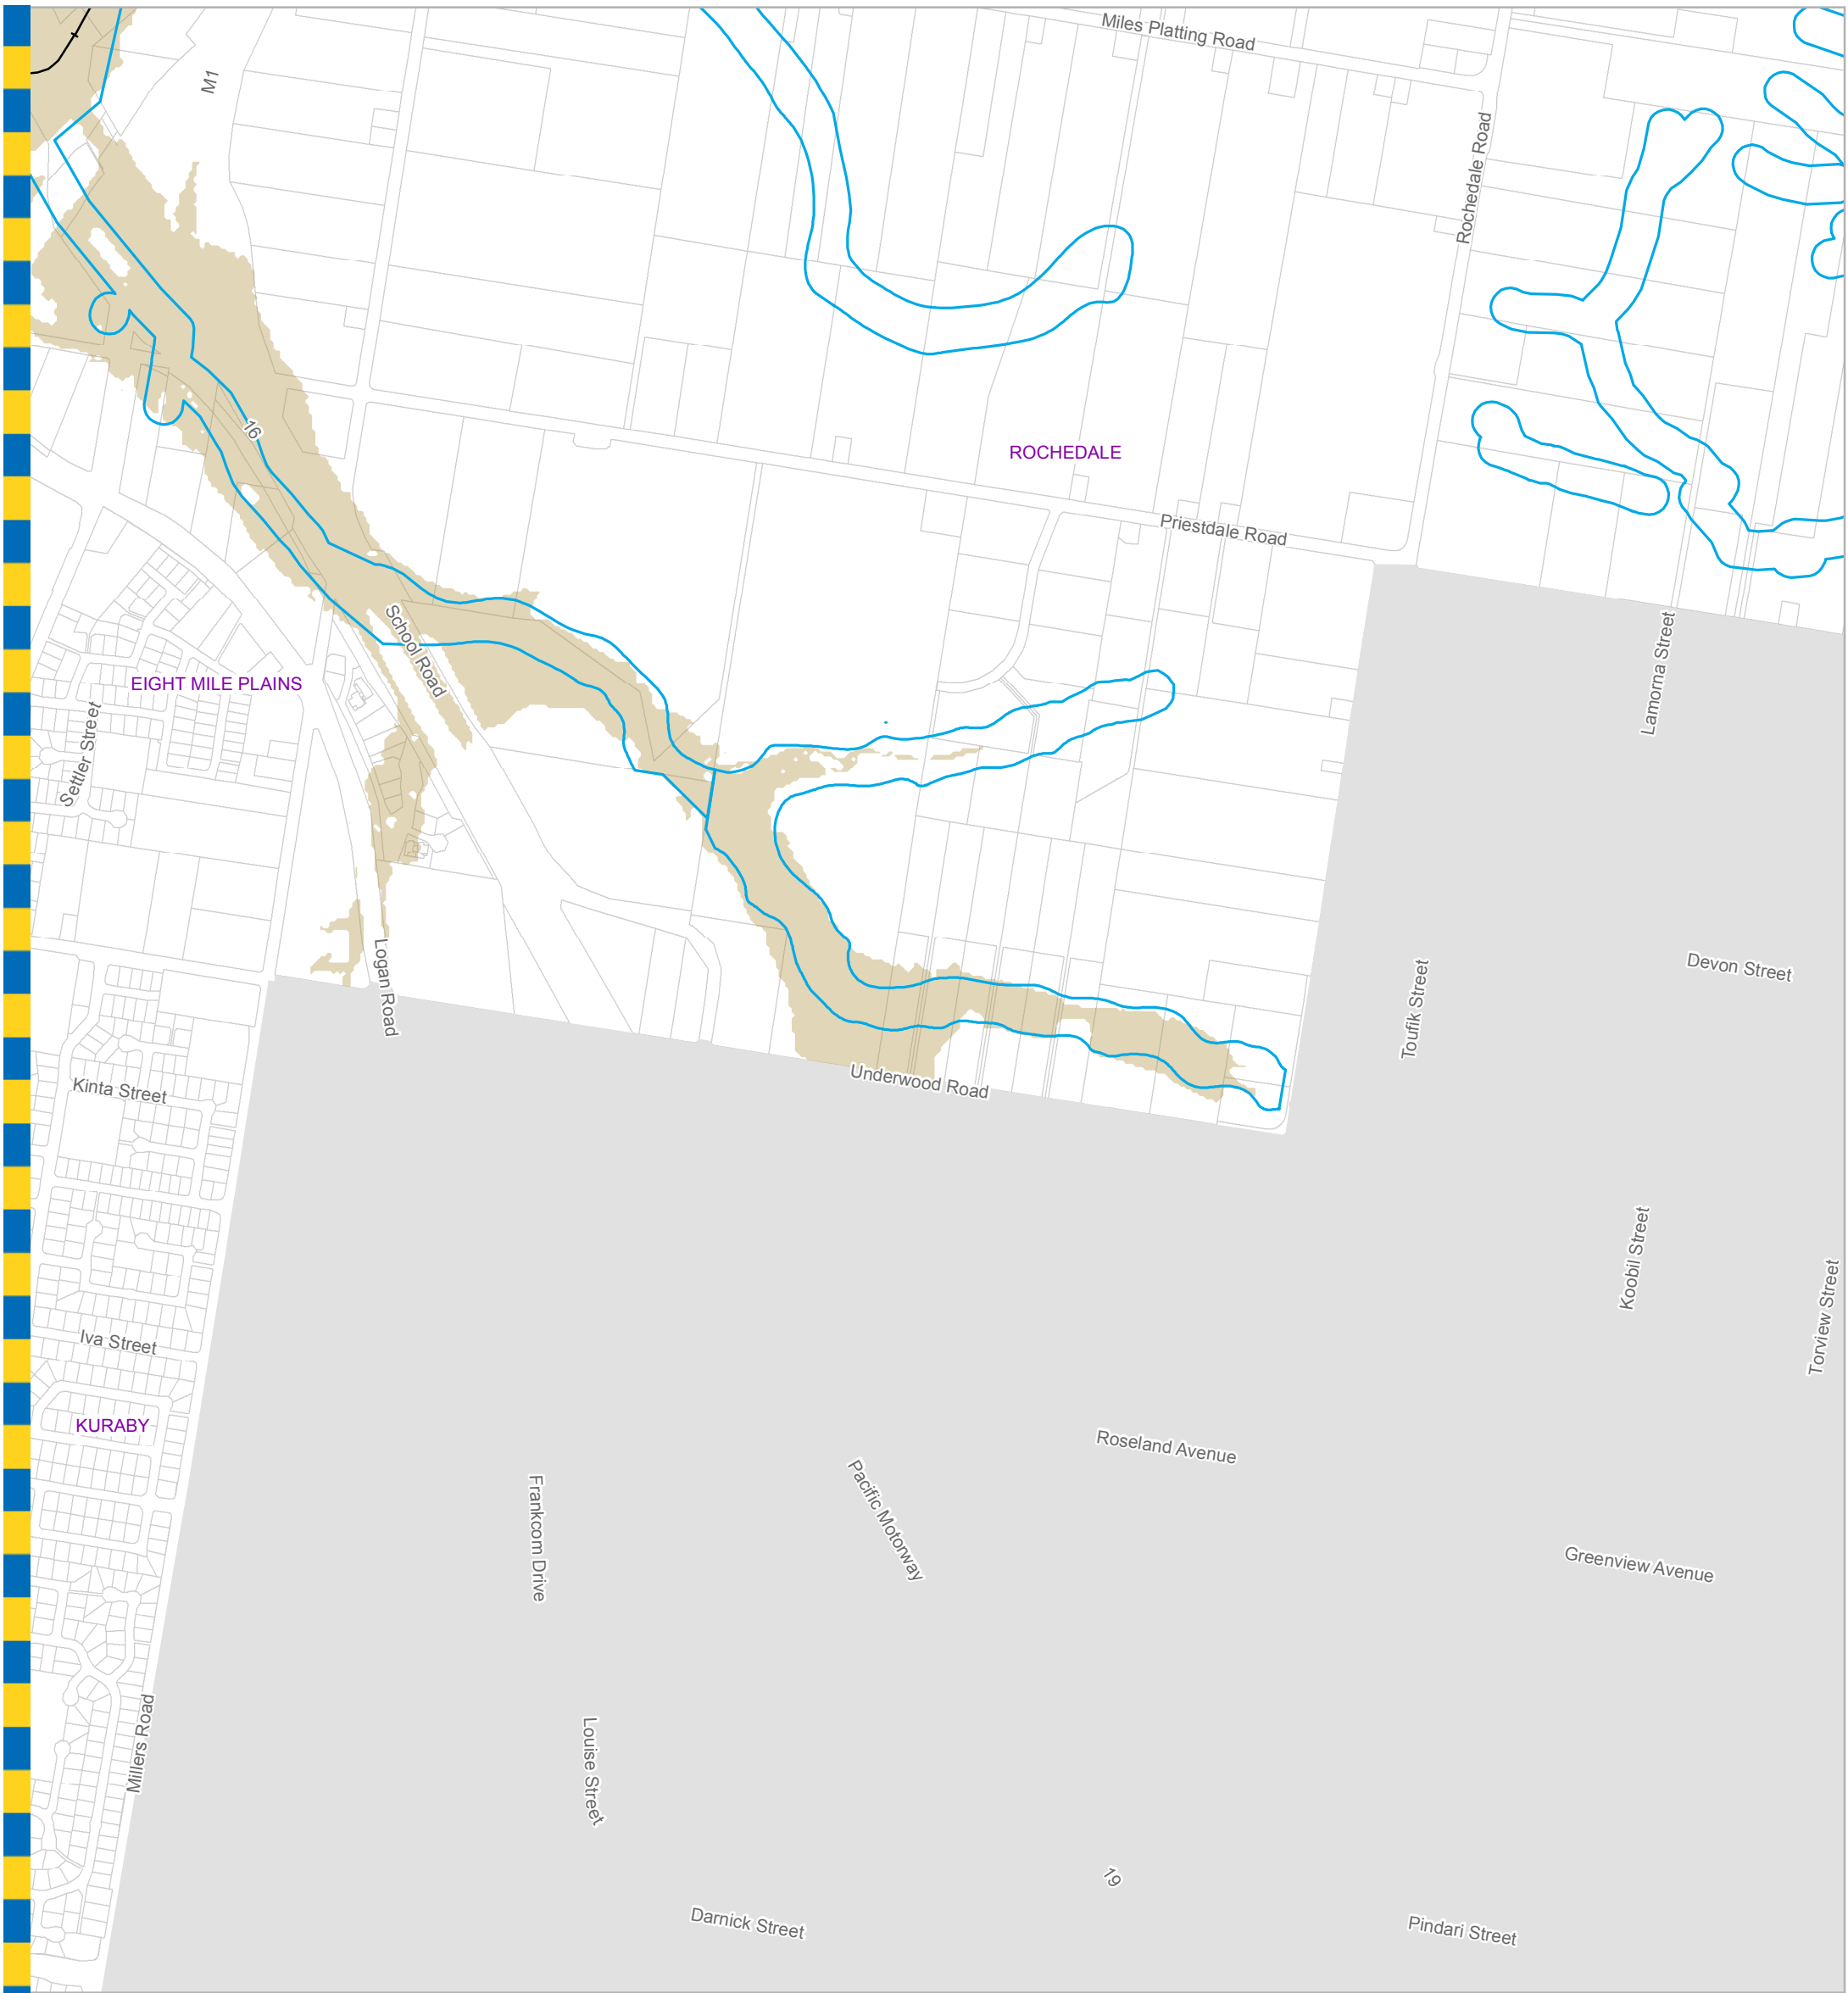 Miles Platting Road
M1
Rochedale Road
16
ROCHEDALE
Priestdale Road
School Road
EIGHT MILE PLAINS
Lamorna Street
Settler Street
Logan Road
Devon Street
Toufik Street
Underwood Road
Kinta Street
Koobil Street
Torview Street
Iva Street
KURABY
Roseland Avenue
Pacific Motorway
Frankcom Drive
Greenview Avenue
Millers Road
Louise Street
19
Darnick Street
Pindari Street